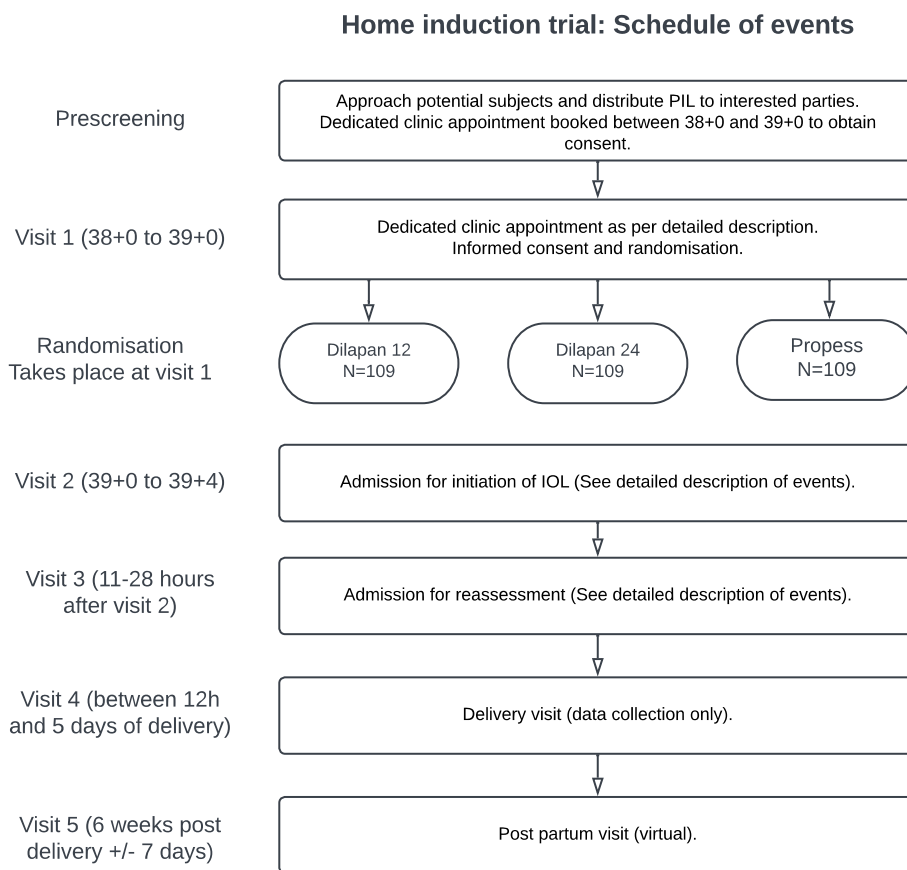 Home induction trial: Schedule of events
Prescreening
Approach potential subjects and distribute PIL to interested parties.
Dedicated clinic appointment booked between 38+0 and 39+0 to obtain
consent.
Visit 1 (38+0 to 39+0)
Dedicated clinic appointment as per detailed description.
Informed consent and randomisation.
Randomisation
Takes place at visit 1
Dilapan 12
N=109
Dilapan 24
N=109
Propess
N=109
Visit 2 (39+0 to 39+4)
Admission for initiation of IOL (See detailed description of events).
Visit 3 (11-28 hours
after visit 2)
Admission for reassessment (See detailed description of events).
Visit 4 (between 12h
and 5 days of delivery)
Delivery visit (data collection only).
Visit 5 (6 weeks post
delivery +/- 7 days)
Post partum visit (virtual).